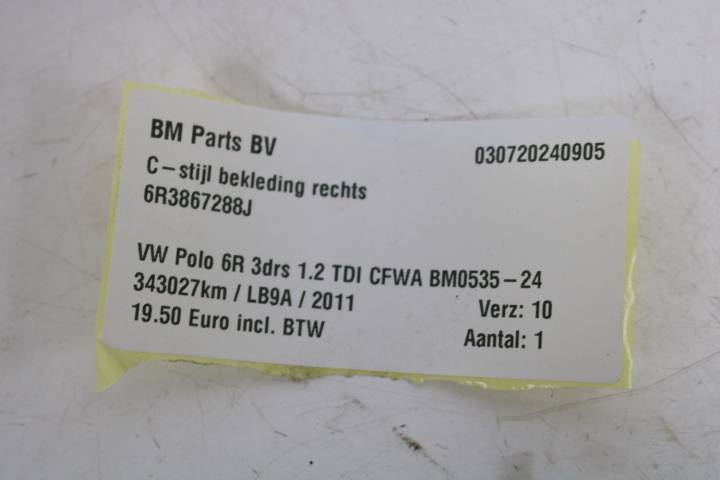 BM Parts BV
030720240905
C-stijl bekleding rechts
6R3867288J
VW Polo 6R 3drs 1.2 TDI CFWA BM0535-24
343027km / LB9A / 2011
Verz: 10
19.50 Euro incl. BTW
Aantal: 1